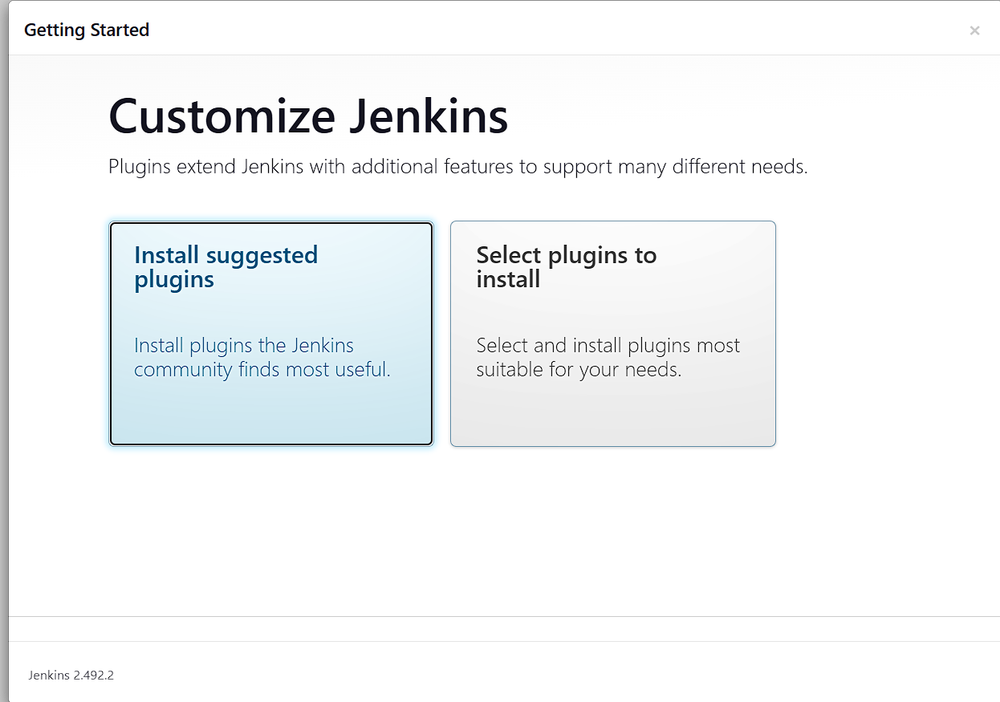 Getting Started
×
Customize Jenkins
Plugins extend Jenkins with additional features to support many different needs.
Install suggested
plugins
Install plugins the Jenkins
community finds most useful.
Select plugins to
install
Select and install plugins most
suitable for your needs.
Jenkins 2.492.2